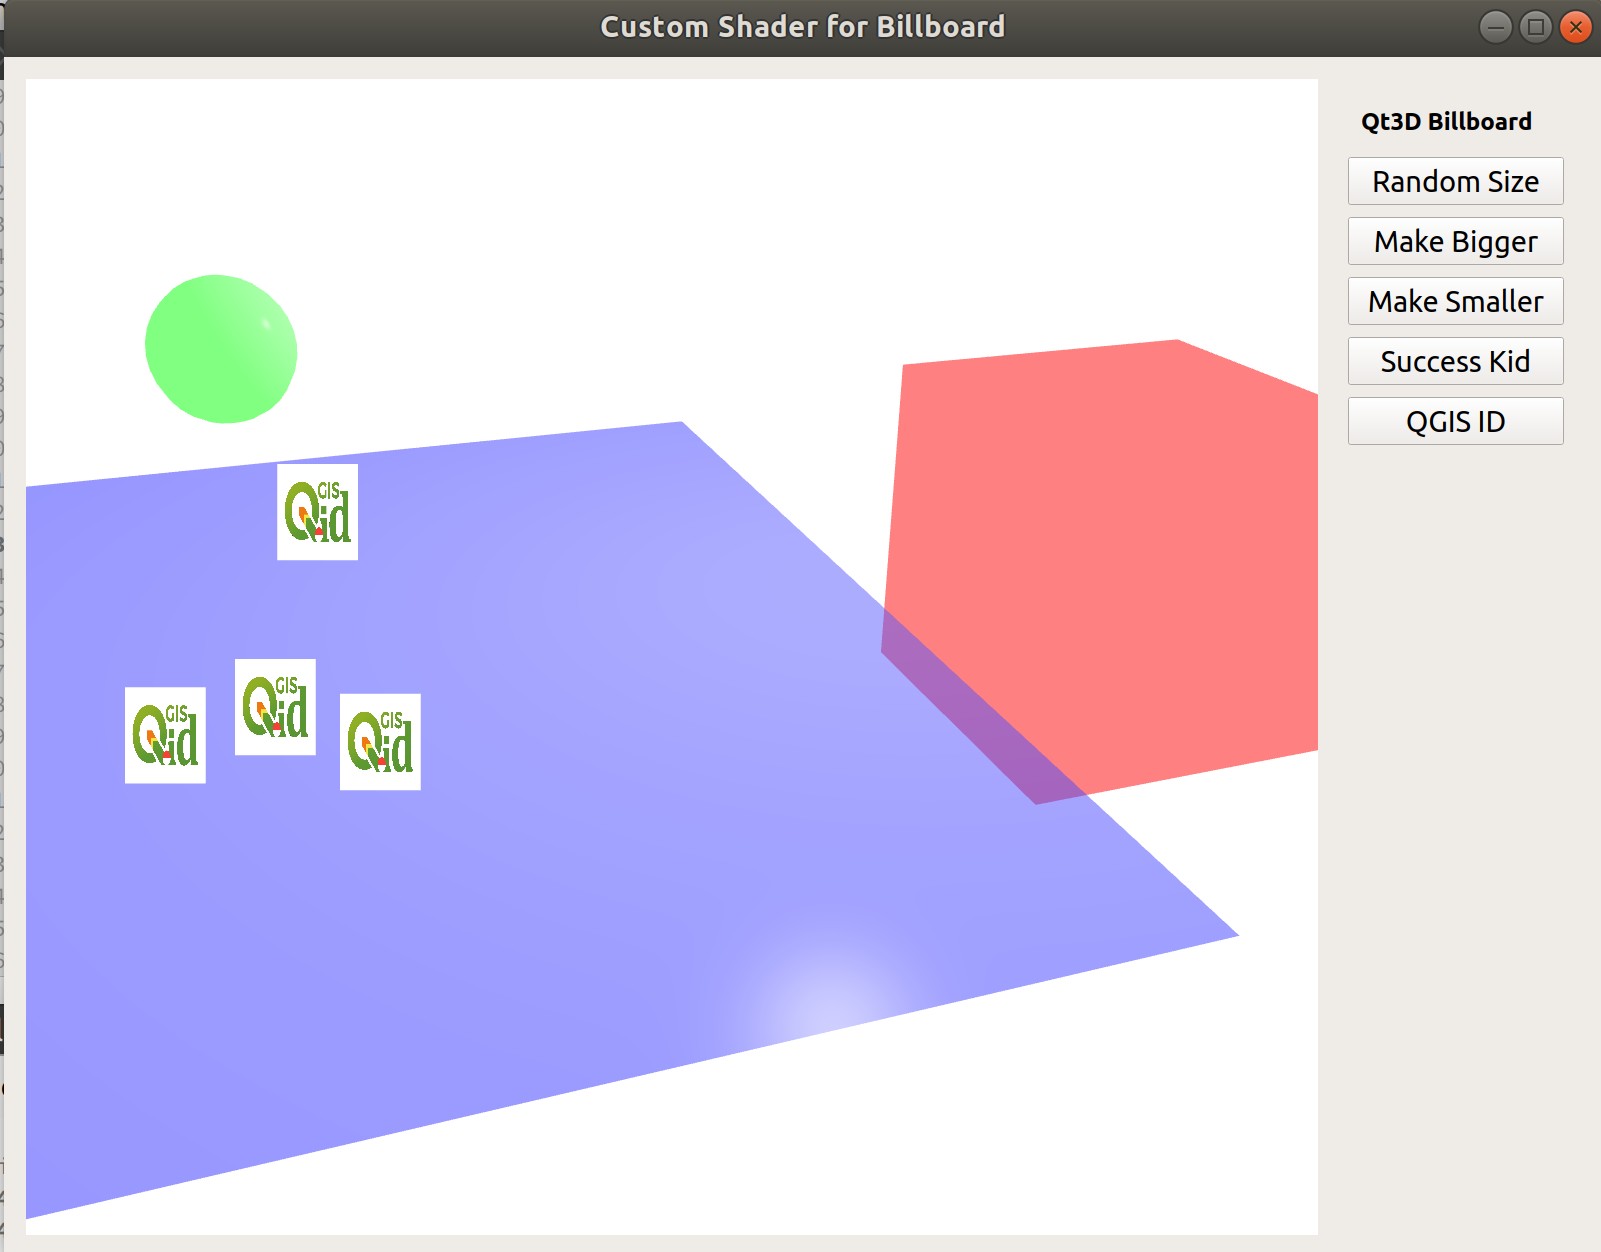 Custom Shader for Billboard
Qt3D Billboard
Random Size
Make Bigger
Make Smaller
Success Kid
QGIS ID
GIS
Qid
GIS
Qid
GIS
Qid
GIS
Qid